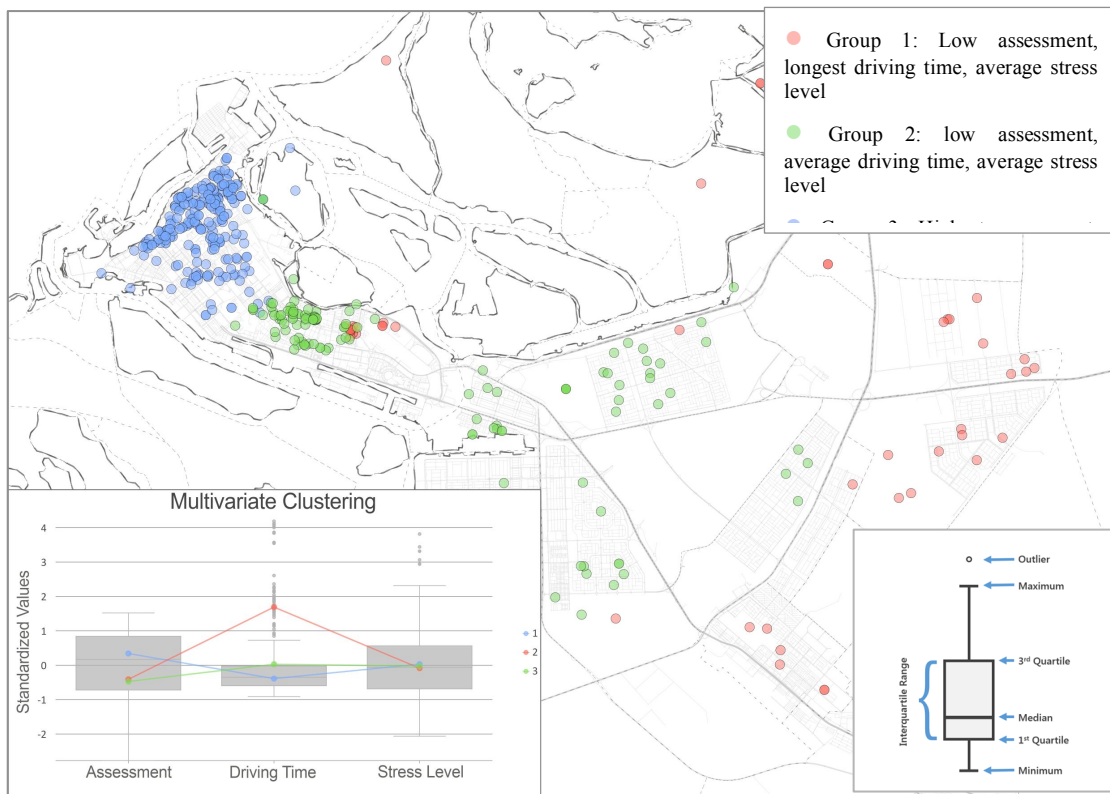 Group 1: Low assessment,
longest driving time, average stress
level
Group 2: low assessment,
average driving time, average stress
level
Multivariate Clustering
Standardized Values
4
3
2
1
0
-1
-2
Assessment
Driving Time
Stress Level
1
2
3
Outlier
Maximum
3rd Quartile
Interquartile Range
Median
1st Quartile
Minimum